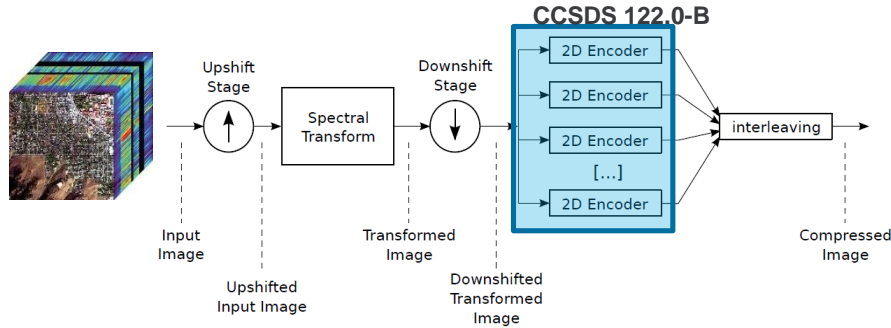 CCSDS 122.0-B
Upshift
Stage
Downshift
Stage
Spectral
Transform
2D Encoder
2D Encoder
2D Encoder
[...]
2D Encoder
interleaving
Input
Image
Upshifted
Input Image
Transformed
Image
Downshifted
Transformed
Image
Compressed
Image